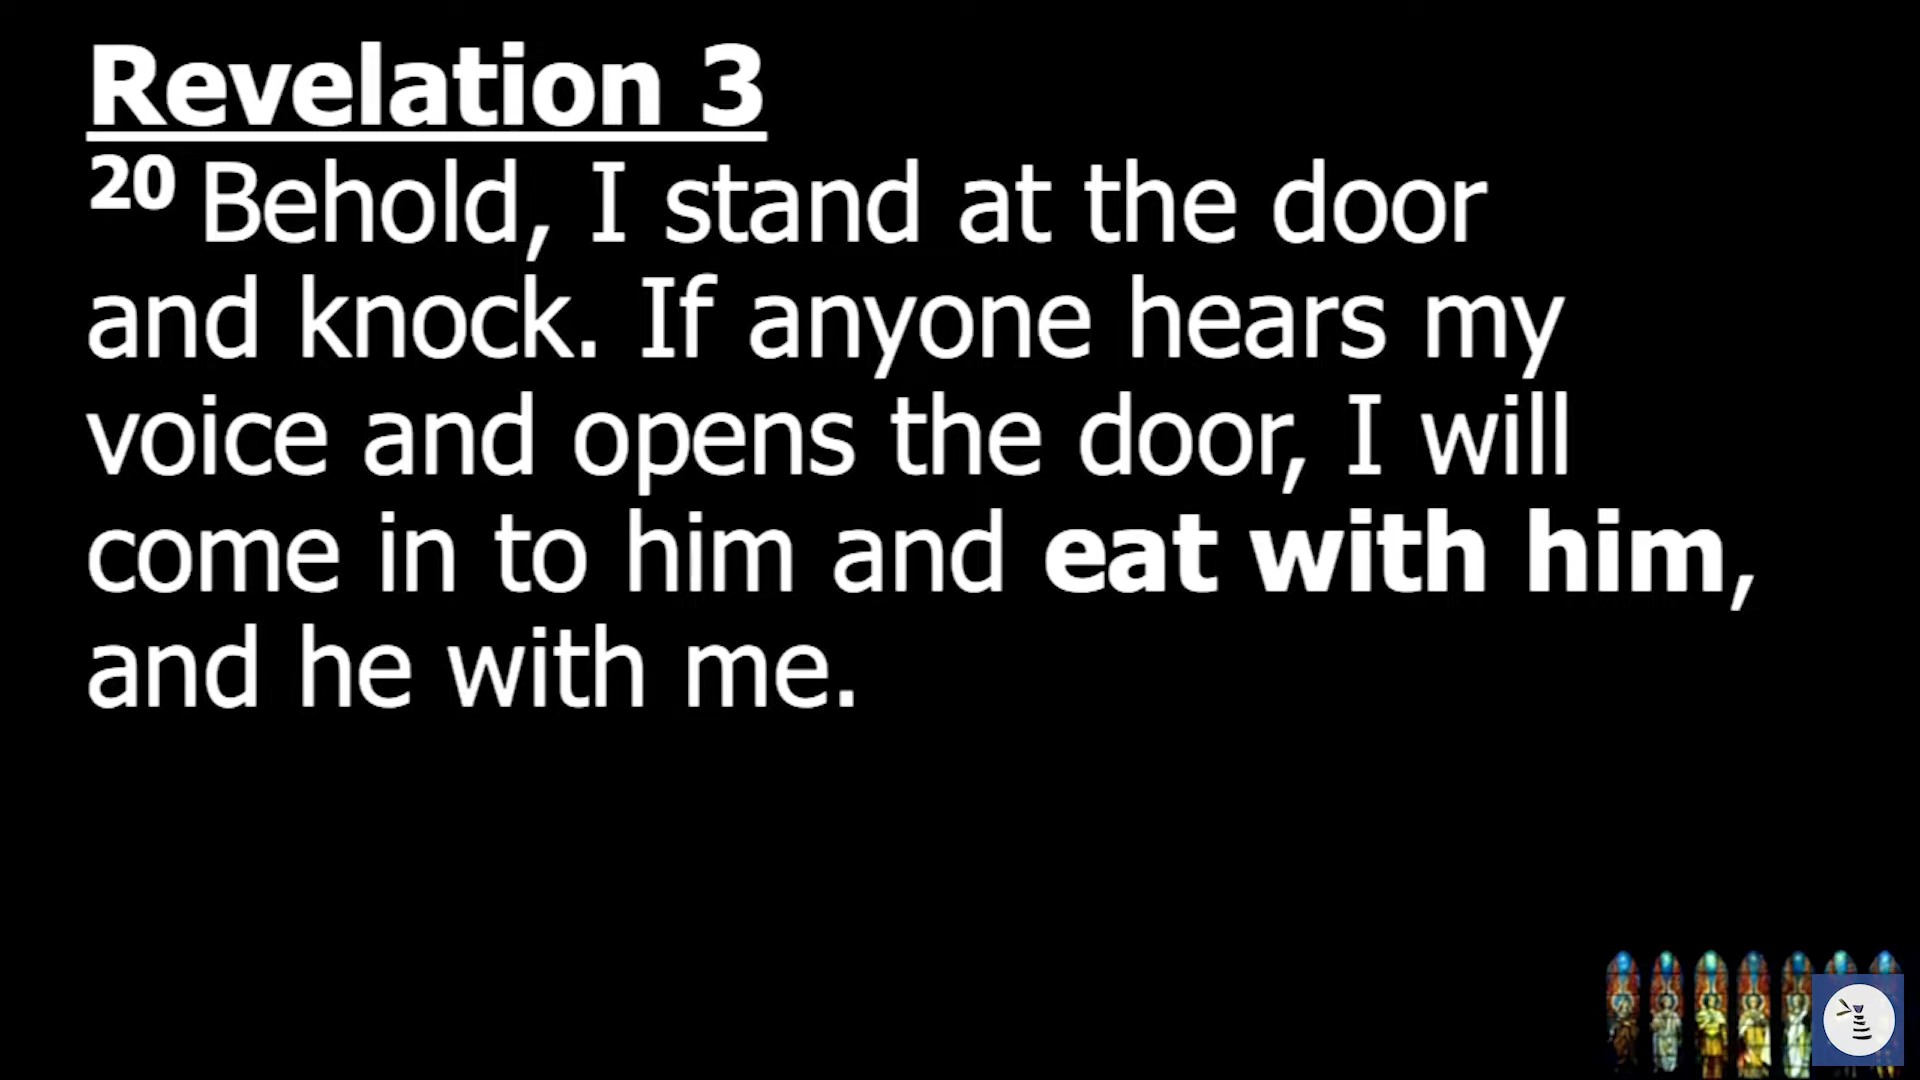 Revelation 3
20 Behold, I stand at the door
and knock. If anyone hears my
voice and opens the door, I will
come in to him and eat with him,
and he with me.